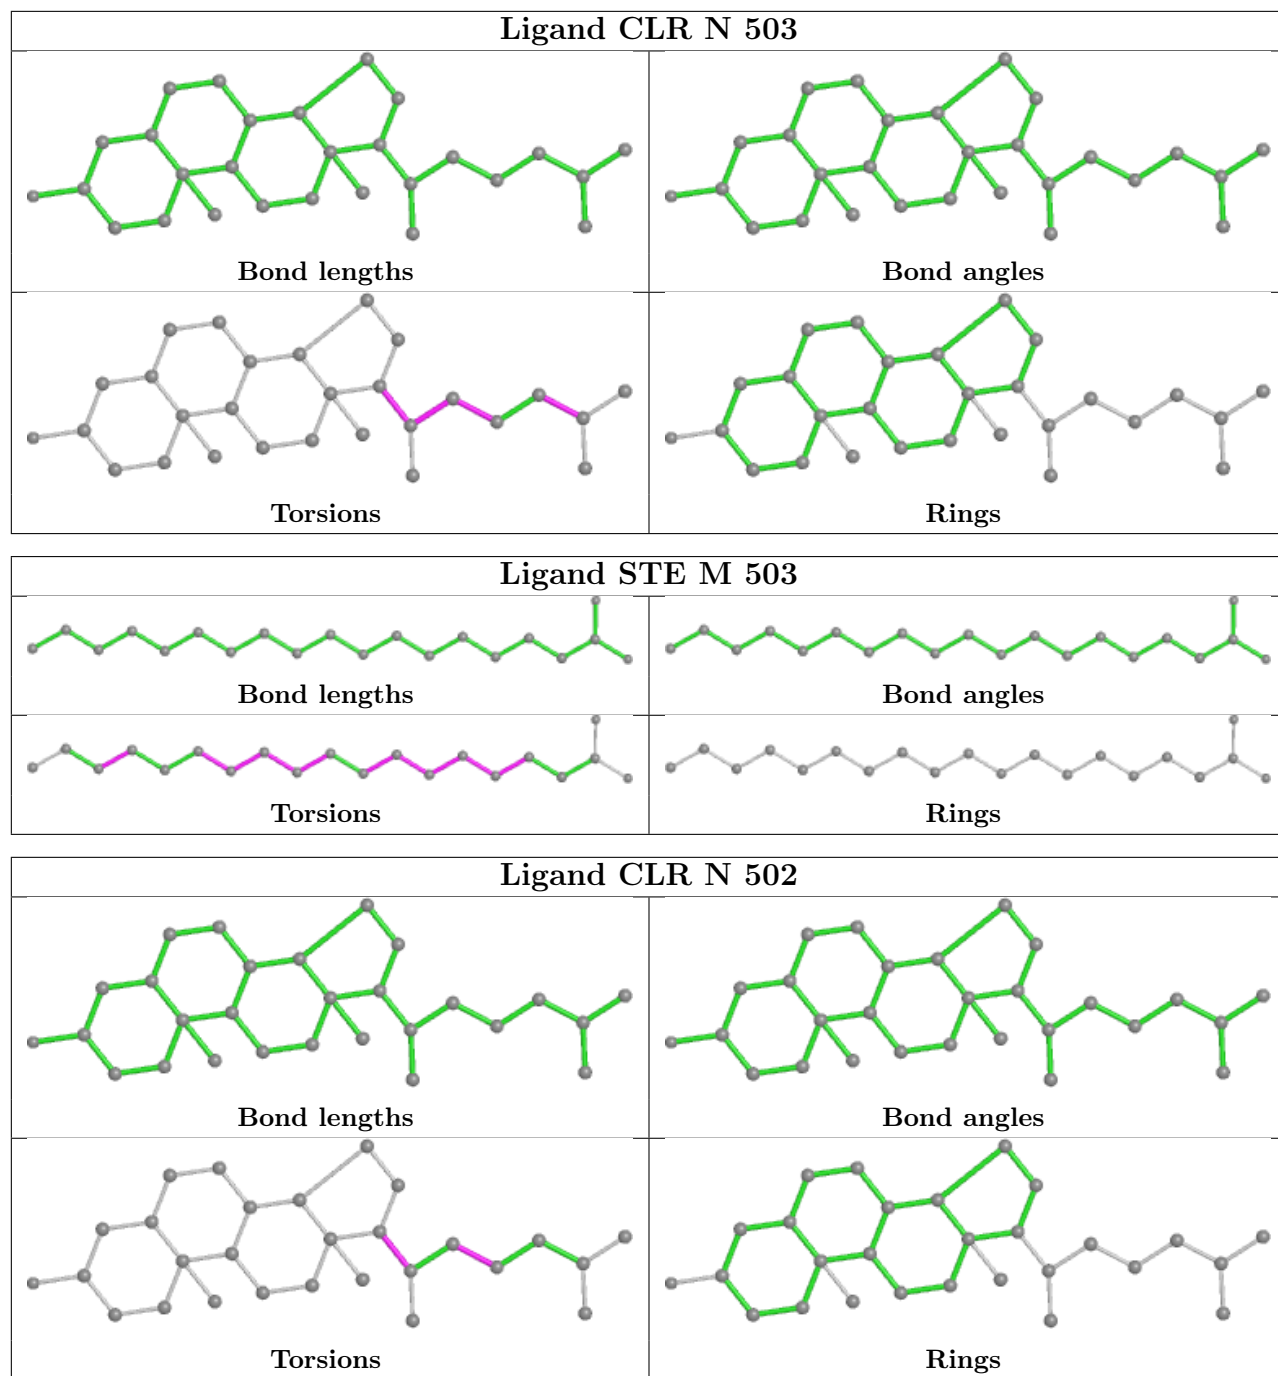 Ligand CLR N 503
Bond lengths
Bond angles
Torsions
Rings
Ligand STE M 503
Bond lengths
Bond angles
Torsions
Rings
Ligand CLR N 502
Bond lengths
Bond angles
Torsions
Rings